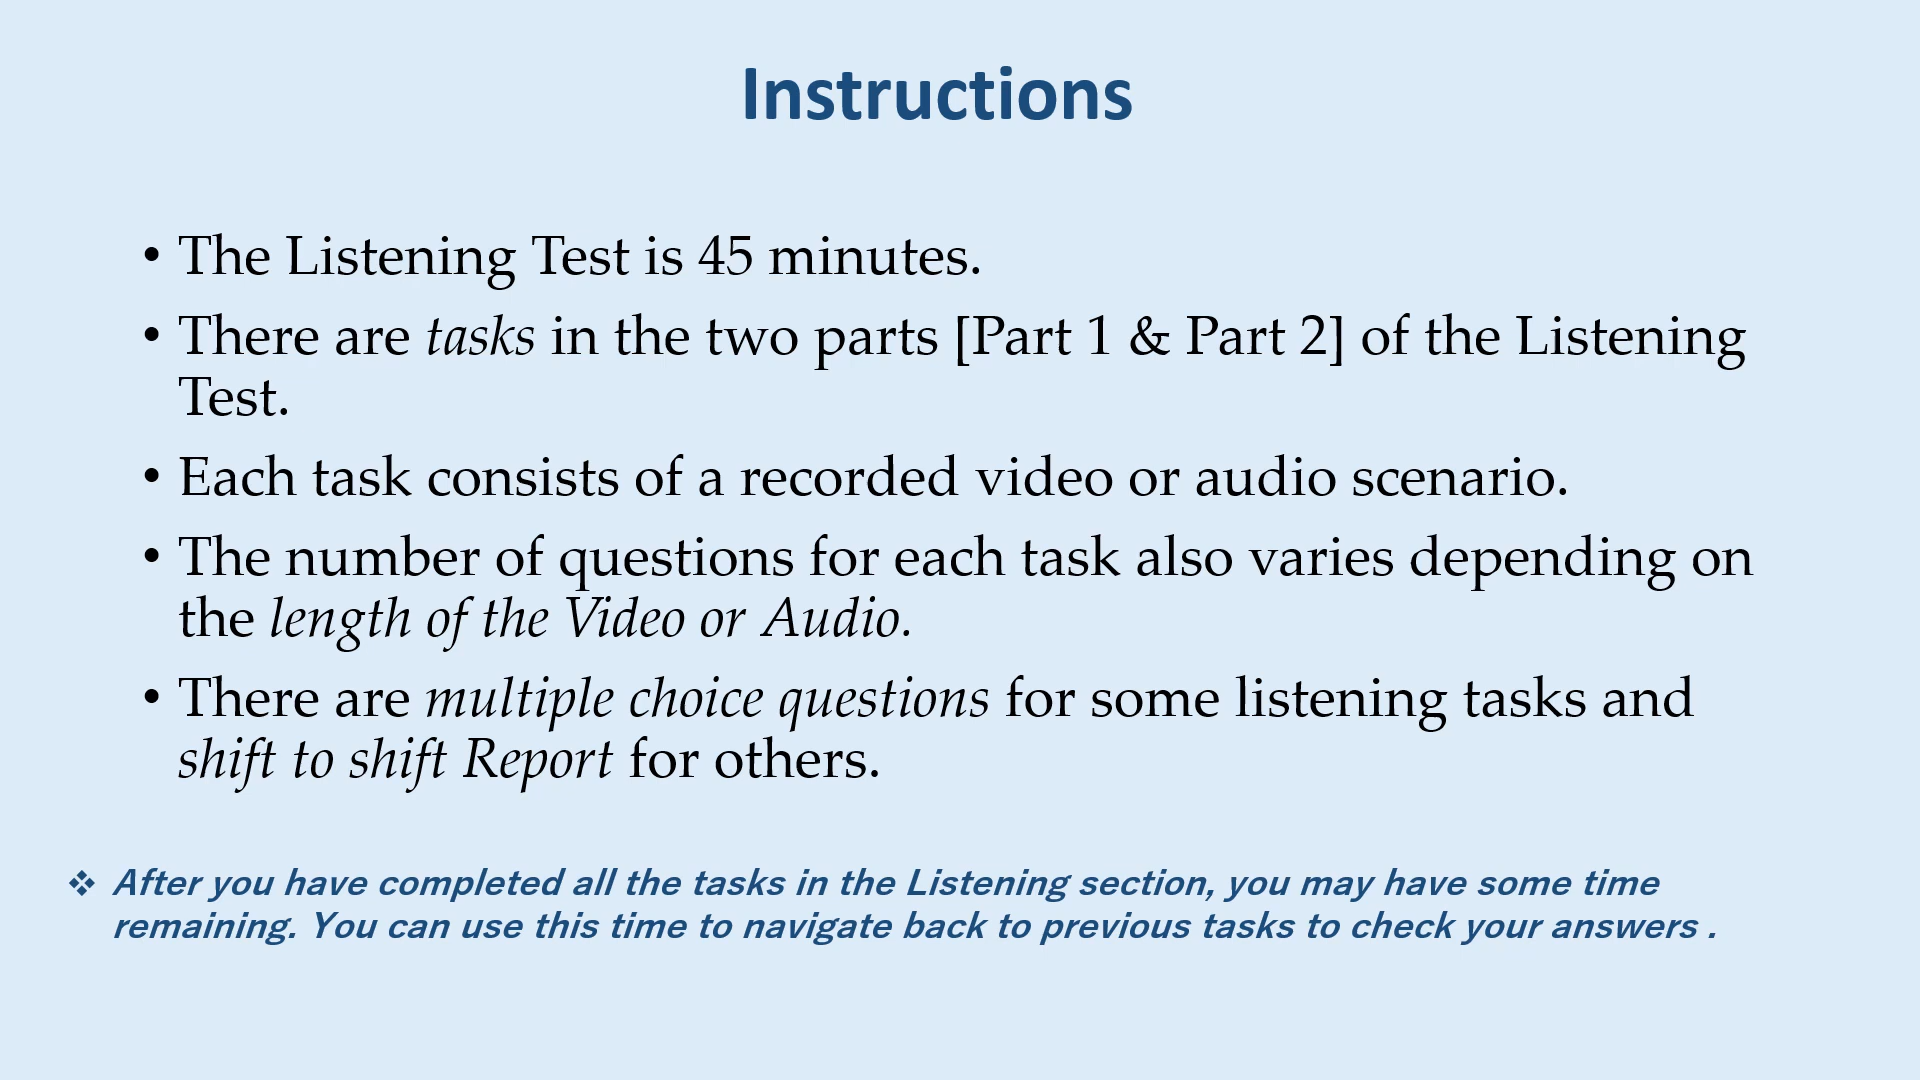 Instructions
• The Listening Test is 45 minutes.
• There are tasks in the two parts [Part 1 & Part 2] of the Listening
Test.
• Each task consists of a recorded video or audio scenario.
• The number of questions for each task also varies depending on
the length of the Video or Audio.
• There are multiple choice questions for some listening tasks and
shift to shift Report for others.
❖ After you have completed all the tasks in the Listening section, you may have some time
remaining. You can use this time to navigate back to previous tasks to check your answers .